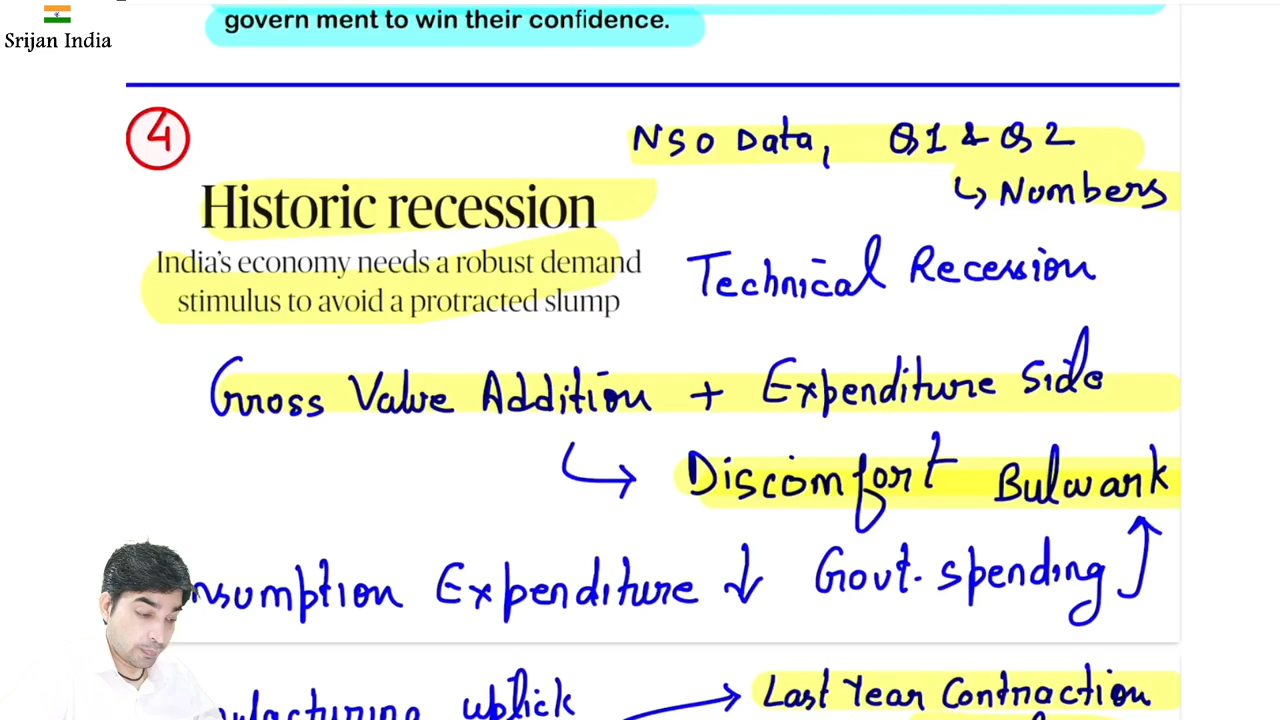 Srijan India
govern ment to win their confidence.
4
NSO Data, Q1 & Q2
↳ Numbers
Historic recession
India's economy needs a robust demand
stimulus to avoid a protracted slump
Technical Recession
Gross Value Addition + Expenditure side
Discomfort Bulwark
nsumption Expenditure ↓ Govt. spending
ufacturing uptick → Last Year Contraction